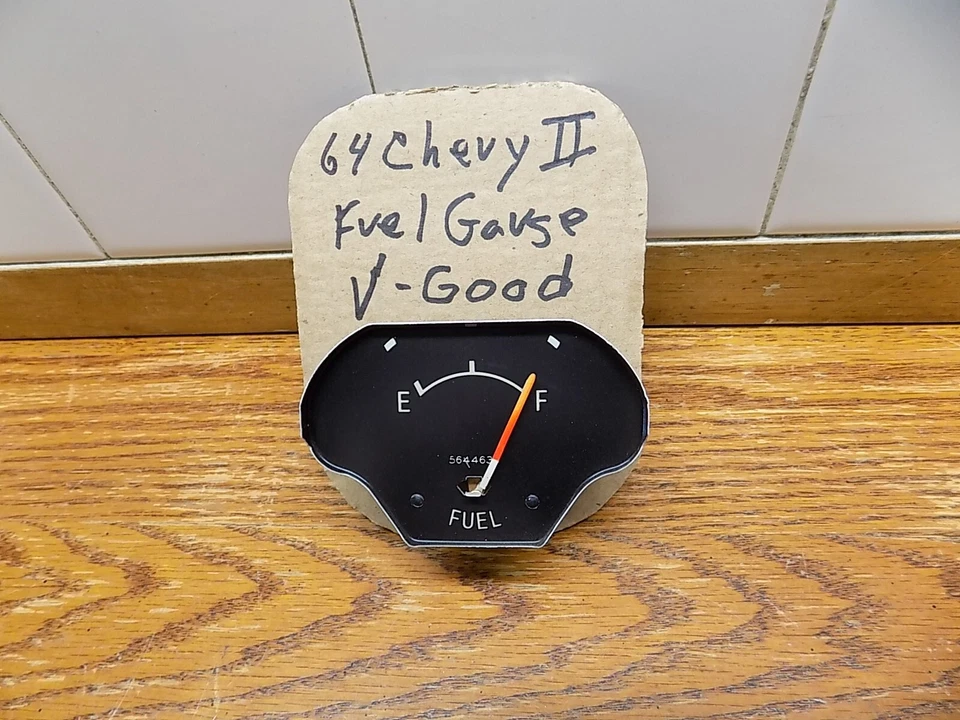 64 Chevy II
Fuel Gauge
V-Good
E F
564463
FUEL